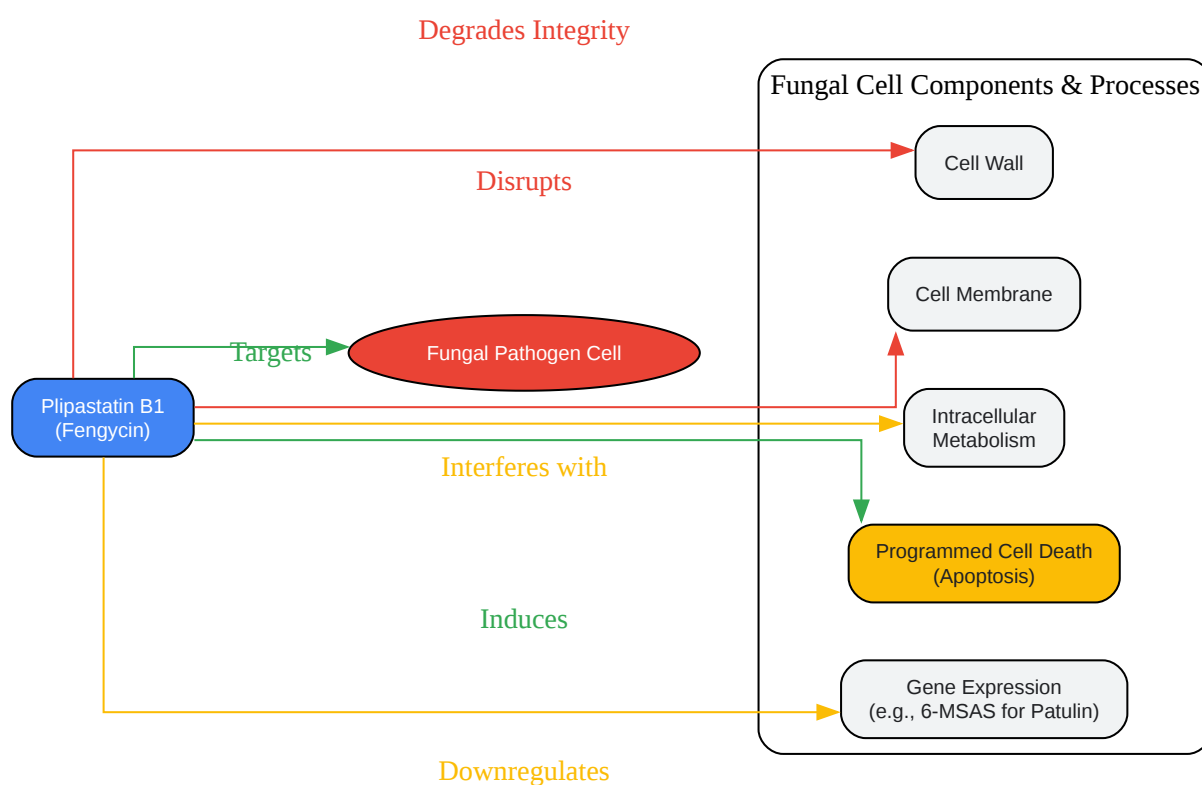 Degrades Integrity
Fungal Cell Components & Processes
Cell Wall
Disrupts
Cell Membrane
Targets
Fungal Pathogen Cell
Plipastatin B1
(Fengycin)
Intracellular
Metabolism
Interferes with
Programmed Cell Death
(Apoptosis)
Induces
Gene Expression
(e.g., 6-MSAS for Patulin)
Downregulates